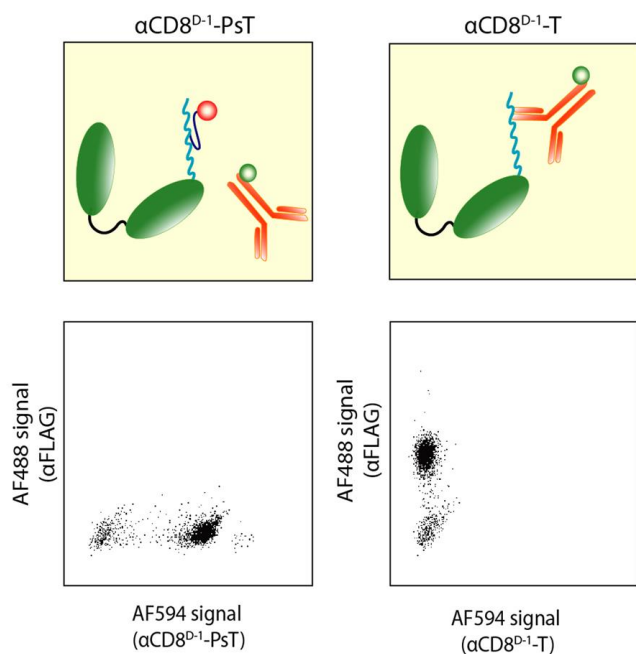 αCD8ᴰ⁻¹-PsT
αCD8ᴰ⁻¹-T
AF488 signal
(αFLAG)
AF594 signal
(αCD8ᴰ⁻¹-PsT)
AF488 signal
(αFLAG)
AF594 signal
(αCD8ᴰ⁻¹-T)